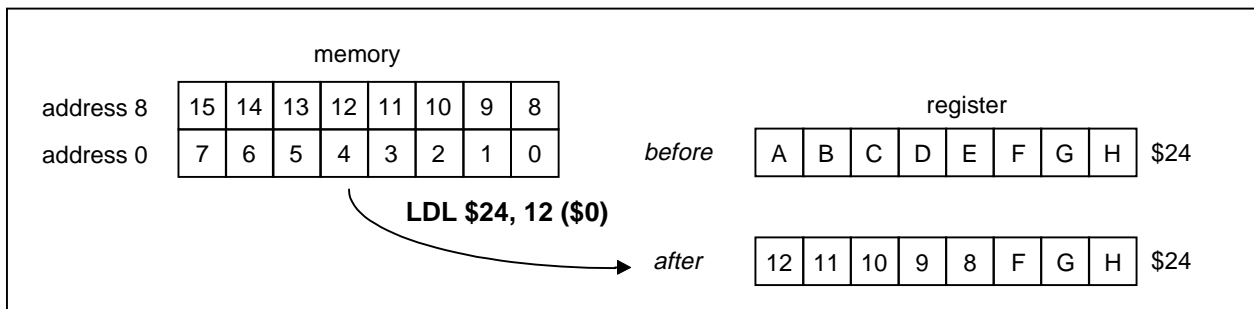 memory
address 8 15 14 13 12 11 10 9 8
address 0 7 6 5 4 3 2 1 0
LDL $24, 12 ($0)
register
before A B C D E F G H $24
after 12 11 10 9 8 F G H $24